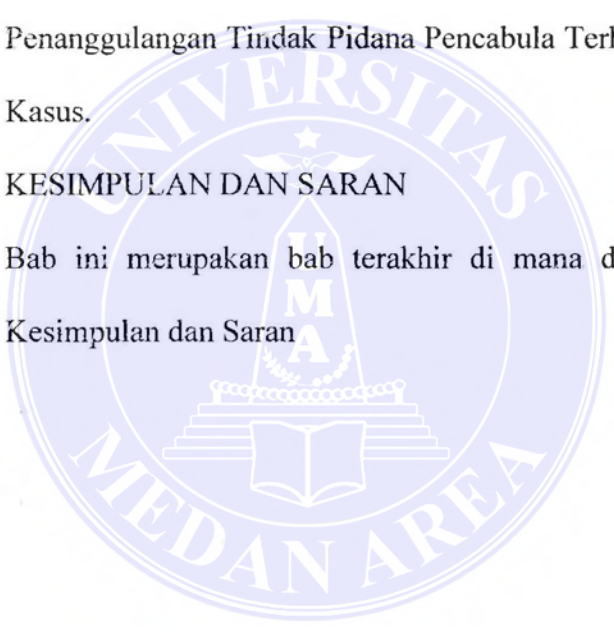 Penanggulangan Tindak Pidana Pencabula
Kasus.
KESIMPULAN DAN SARAN
Bab ini merupakan bab terakhir di mana
Kesimpulan dan Saran
UNIVERSITAS
UMA
MEDAN AREA